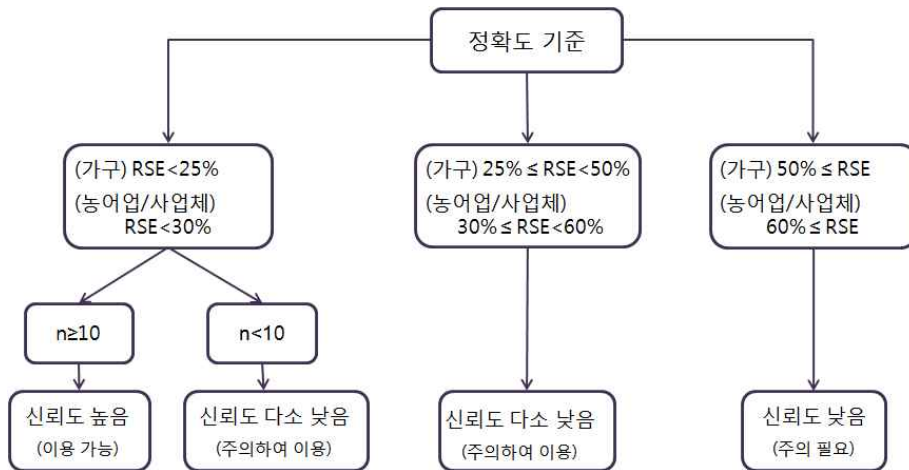 정확도 기준
(가구) RSE<25%
(농어업/사업체)
RSE<30%
(가구) 25% ≤ RSE<50%
(농어업/사업체)
30% ≤ RSE<60%
(가구) 50% ≤ RSE
(농어업/사업체)
60% ≤ RSE
n≥10
n<10
신뢰도 높음
(이용 가능)
신뢰도 다소 낮음
(주의하여 이용)
신뢰도 다소 낮음
(주의하여 이용)
신뢰도 낮음
(주의 필요)